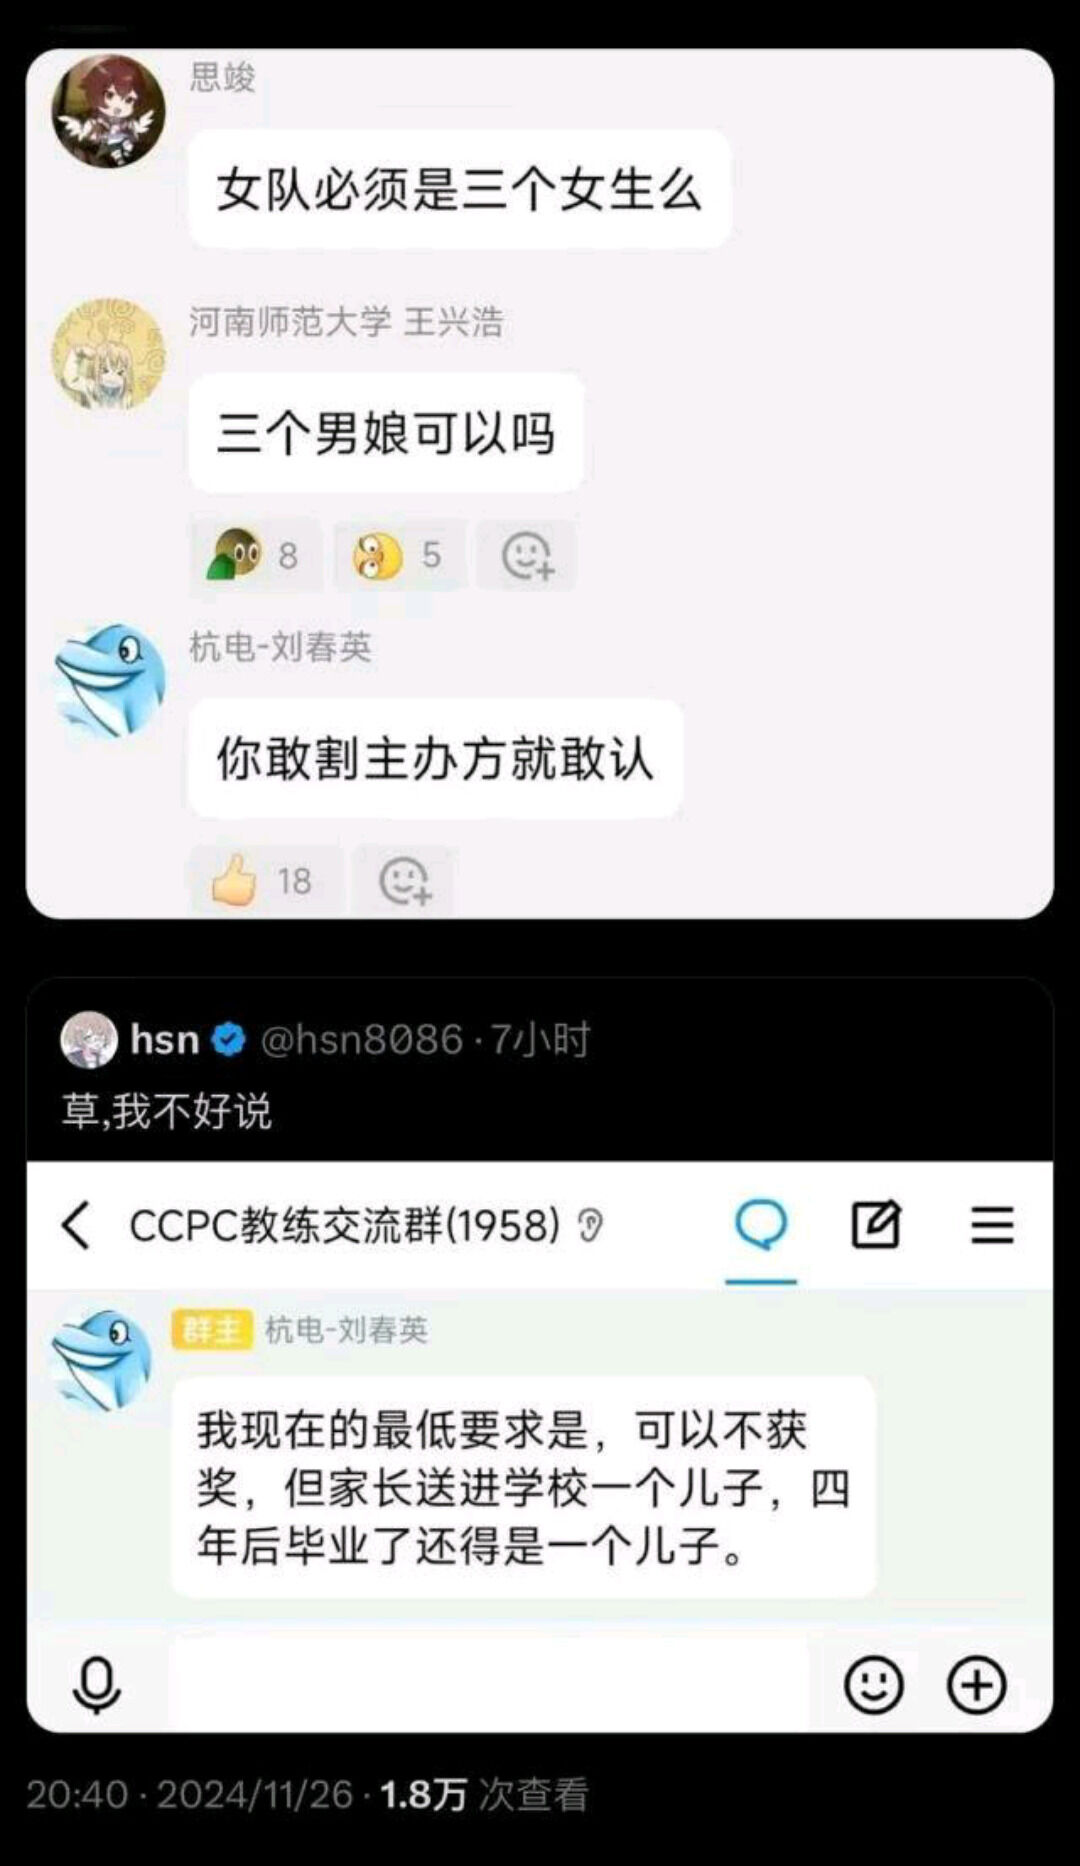 思竣
女队必须是三个女生么
河南师范大学 王兴浩
三个男娘可以吗
8 5
杭电-刘春英
你敢割主办方就敢认
18
hsn @hsn8086·7小时
草,我不好说
CCPC教练交流群(1958)
群主 杭电-刘春英
我现在的最低要求是，可以不获
奖，但家长送进学校一个儿子，四
年后毕业了还得是一个儿子。
20:40·2024/11/26·1.8万 次查看